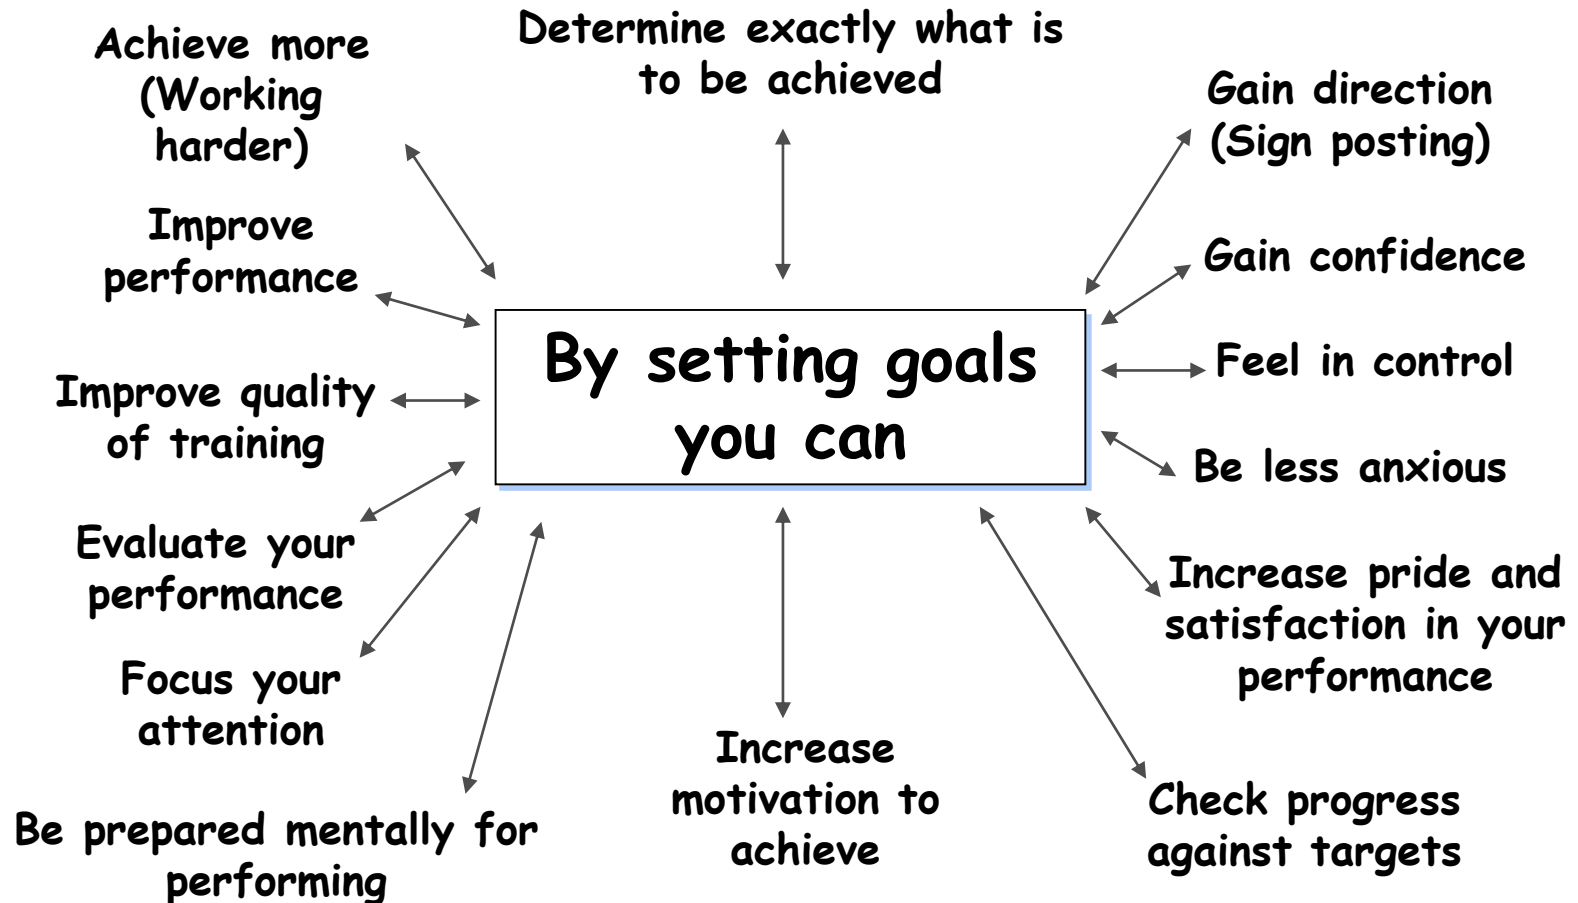 Achieve more
(Working
harder)
Determine exactly what is
to be achieved
Gain direction
(Sign posting)
Improve
performance
Gain confidence
By setting goals
you can
Feel in control
Improve quality
of training
Be less anxious
Evaluate your
performance
Increase pride and
satisfaction in your
performance
Focus your
attention
Increase
motivation to
achieve
Check progress
against targets
Be prepared mentally for
performing